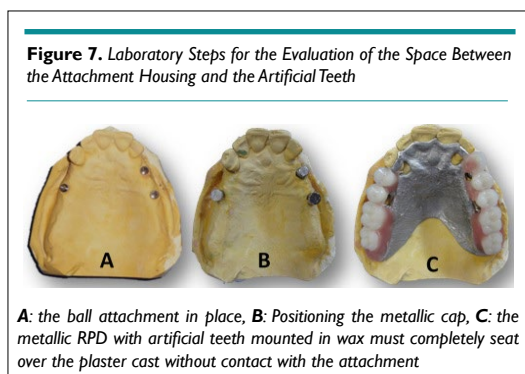 Figure 7. Laboratory Steps for the Evaluation of the Space Between
the Attachment Housing and the Artificial Teeth
A B C
A: the ball attachment in place, B: Positioning the metallic cap, C: the
metallic RPD with artificial teeth mounted in wax must completely seat
over the plaster cast without contact with the attachment